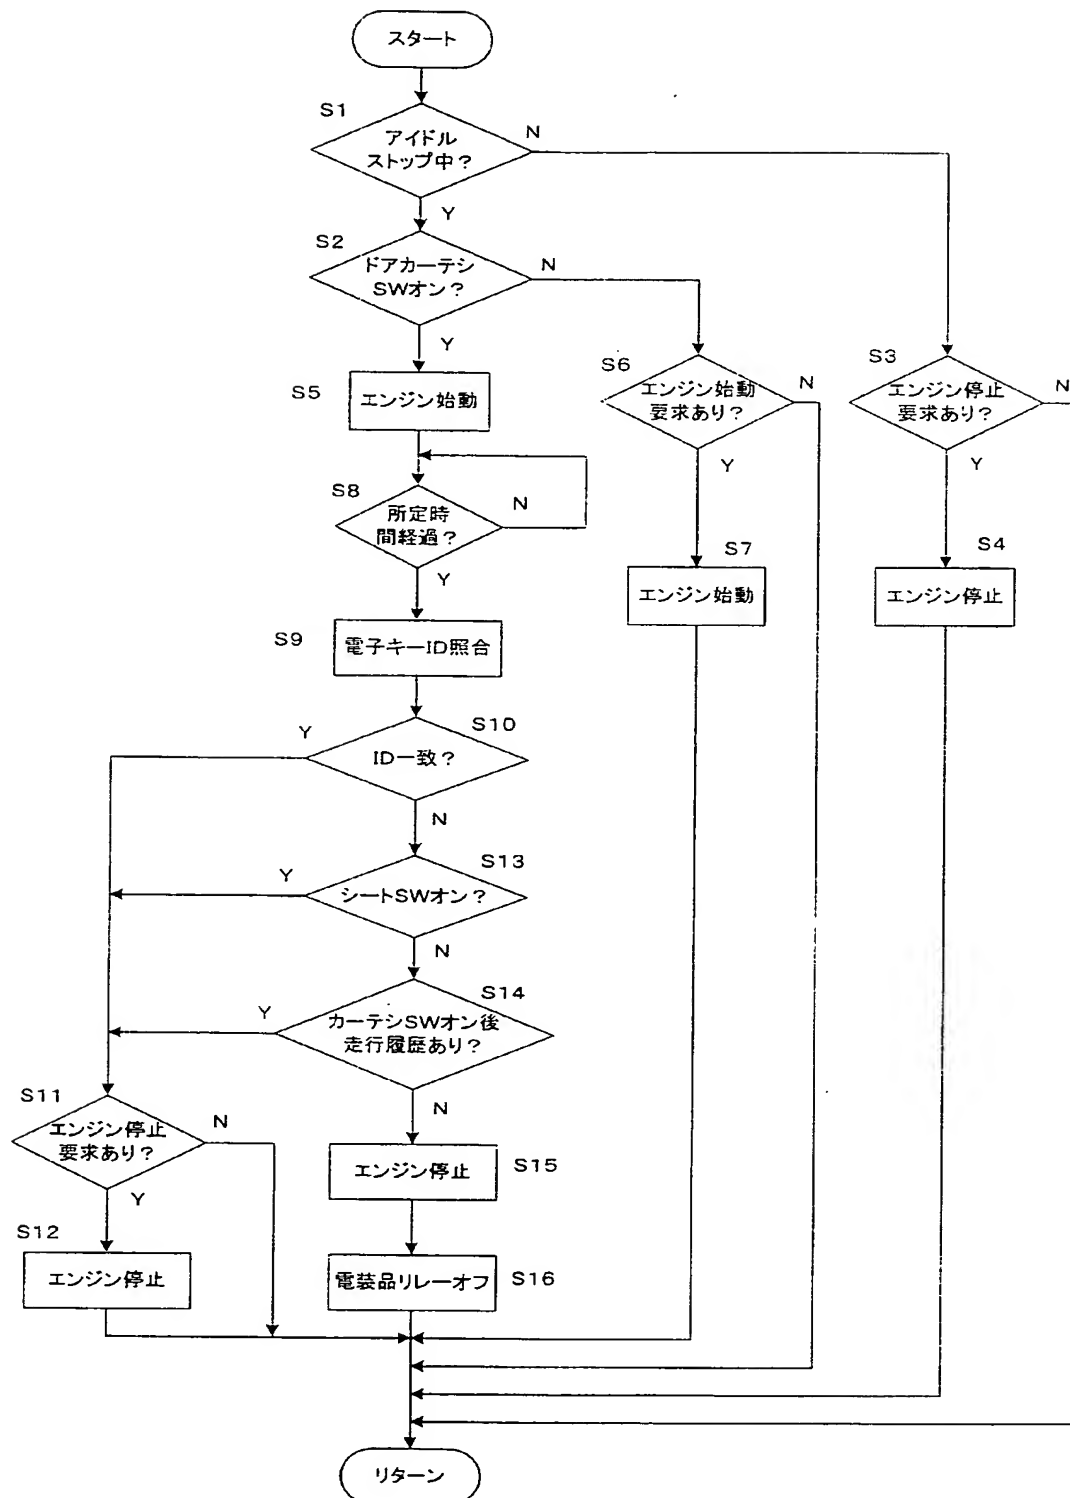 スタート
S1
アイドル
ストップ中？
N
Y
S2
ドアカーテシ
SWオン？
N
Y
S5
エンジン始動
S6
エンジン始動
要求あり？
N
Y
S3
エンジン停止
要求あり？
N
Y
S8
所定時
間経過？
N
Y
S7
エンジン始動
S4
エンジン停止
S9
電子キーID照合
S10
ID一致？
Y
N
S13
シートSWオン？
Y
N
S14
カーテシSWオン後
走行履歴あり？
Y
N
S11
エンジン停止
要求あり？
N
Y
S15
エンジン停止
S12
エンジン停止
S16
電装品リレーオフ
リターン